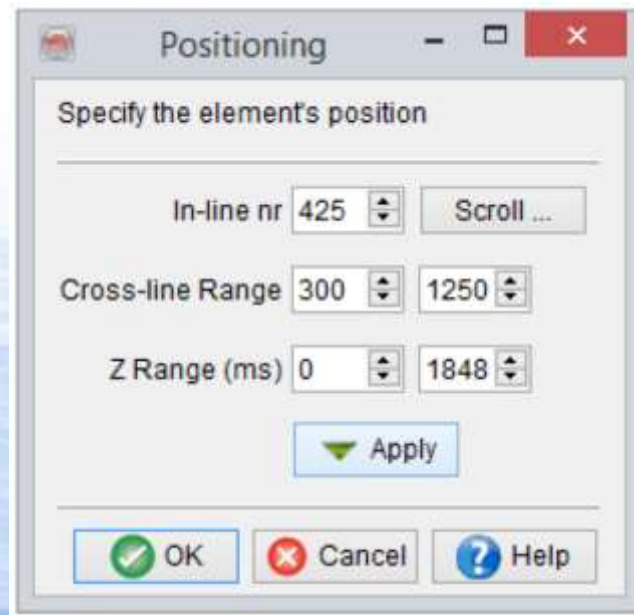 Positioning
Specify the element's position
In-line nr 425 Scroll ...
Cross-line Range 300 1250
Z Range (ms) 0 1848
Apply
OK Cancel Help